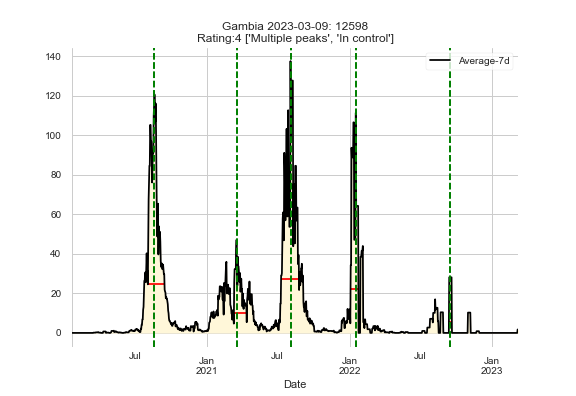 Gambia 2023-03-09: 12598
Rating:4 ['Multiple peaks', 'In control']
Average-7d
140
120
100
80
60
40
20
0
Jul
Jan
2021
Jul
Jan
2022
Jul
Jan
2023
Date